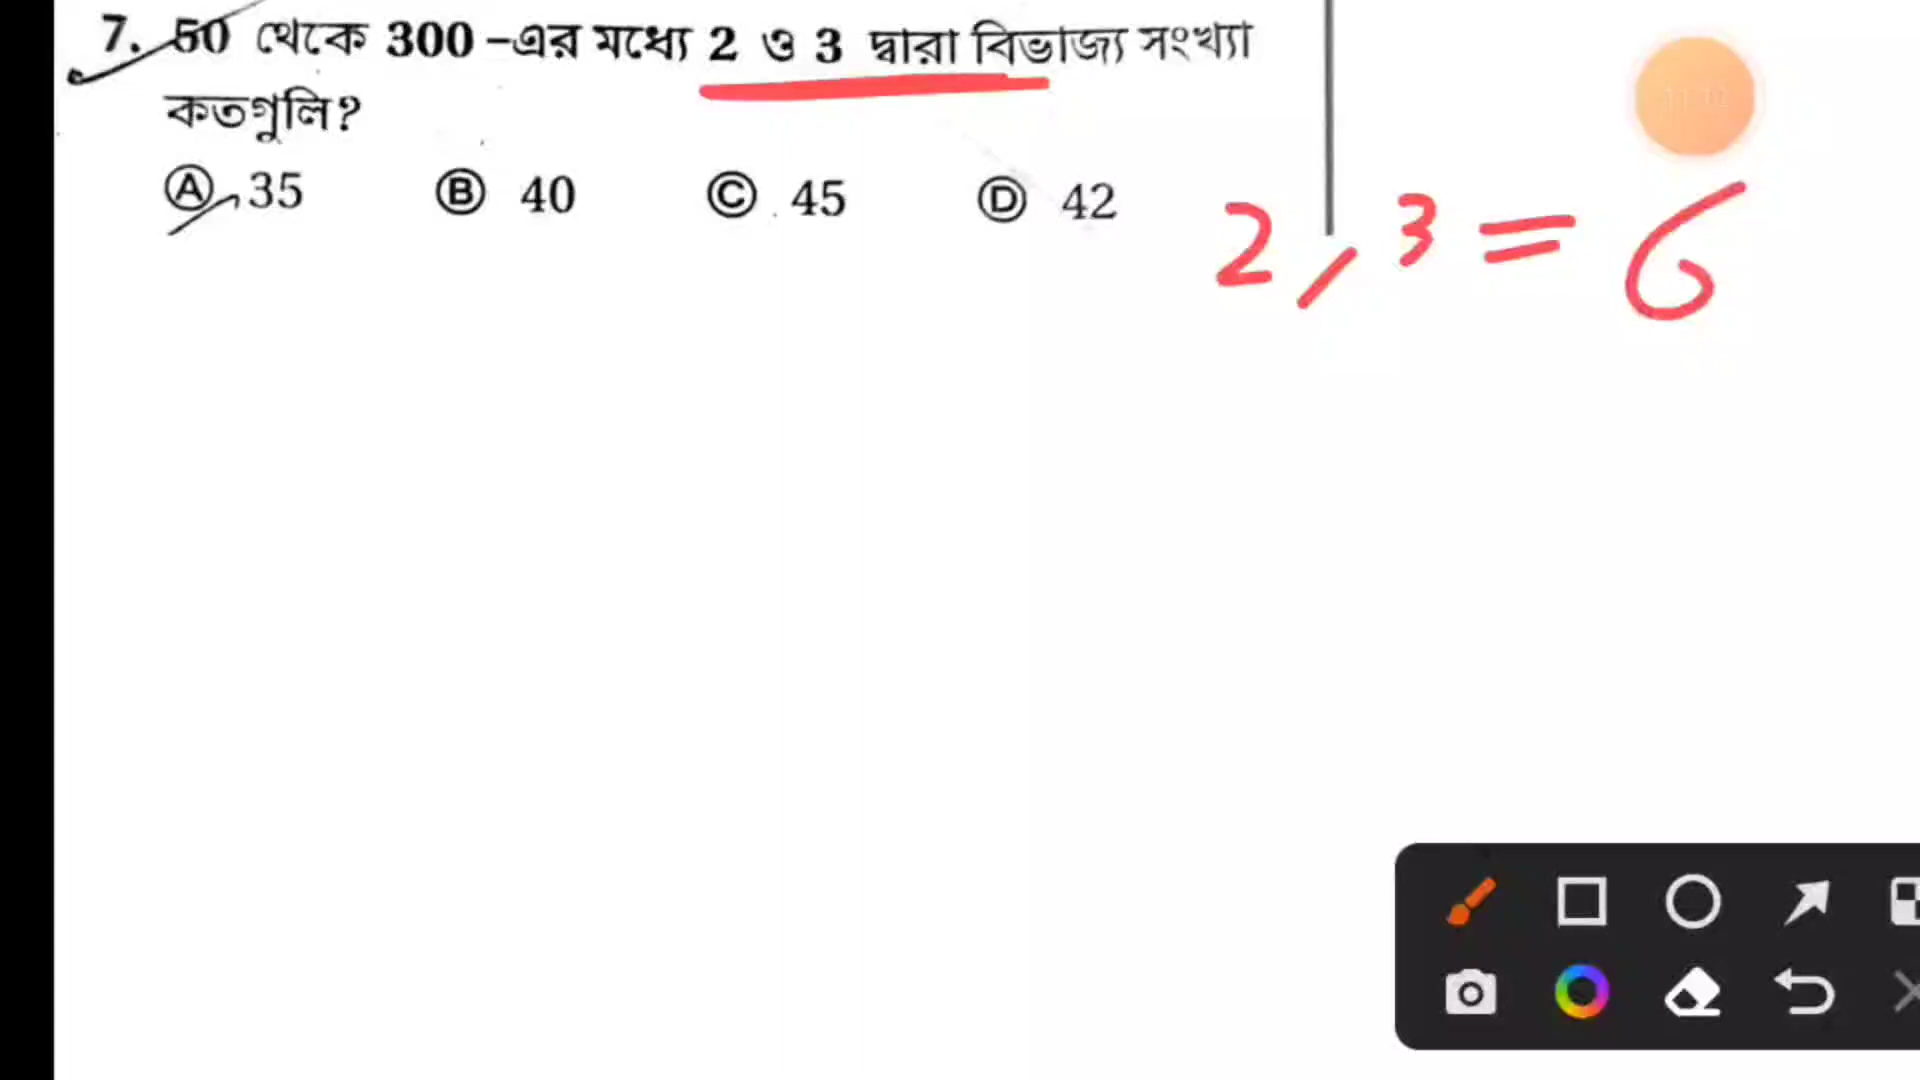 7. 50 থেকে 300 -এর মধ্যে 2 ও 3 দ্বারা বিভাজ্য সংখ্যা
কতগুলি?
Ⓐ 35 Ⓑ 40 Ⓒ 45 Ⓓ 42
2, 3 = 6